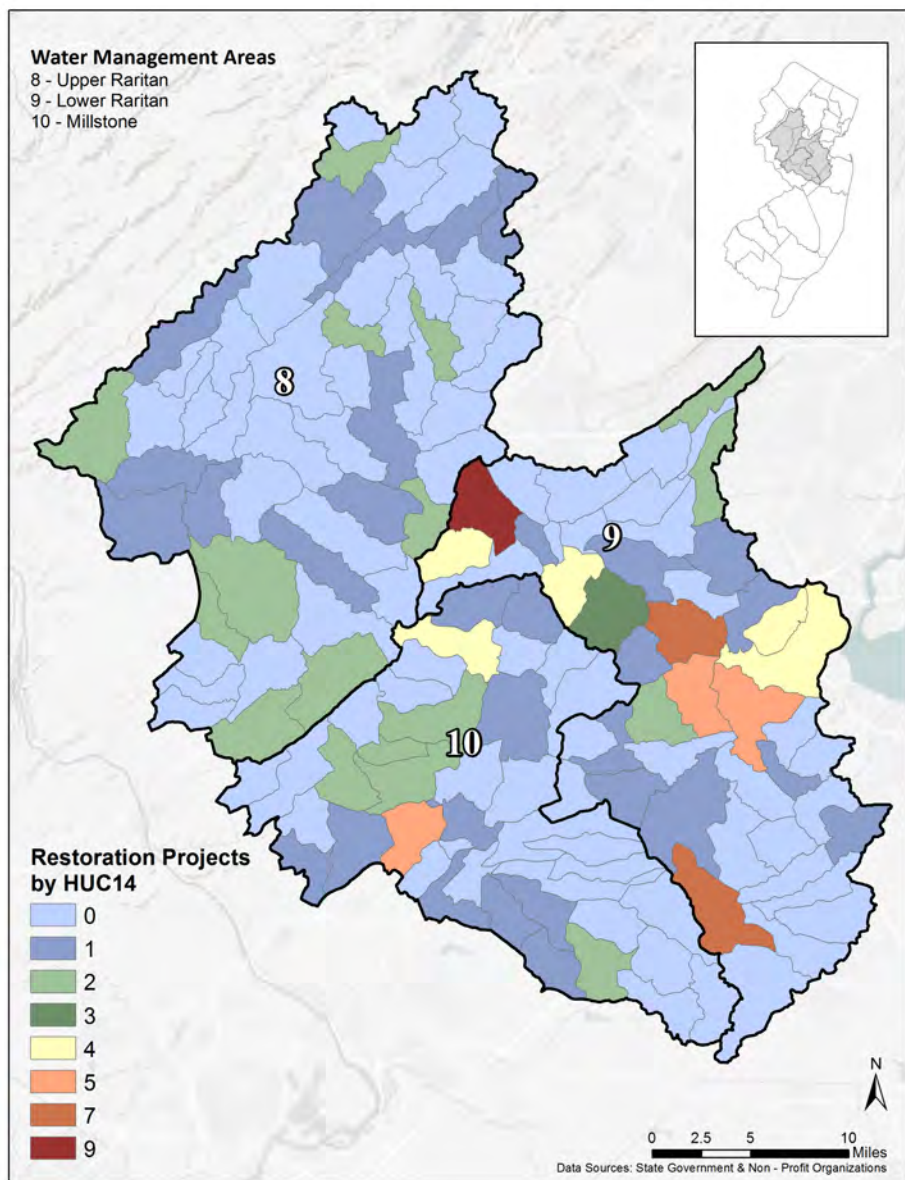 Water Management Areas
8 - Upper Raritan
9 - Lower Raritan
10 - Millstone
8
9
10
Restoration Projects
by HUC14
0
1
2
3
4
5
7
9
N
0 2.5 5 10
Miles
Data Sources: State Government & Non - Profit Organizations